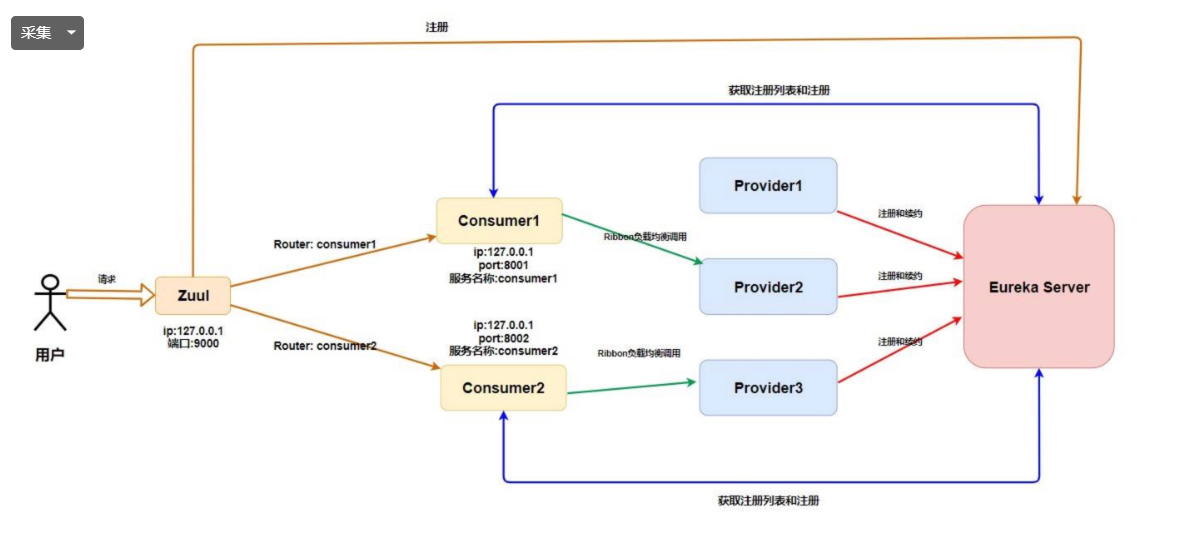 采集
注册
获取注册列表和注册
Provider1
Consumer1
注册和续约
Ribbon负载均衡调用
Router: consumer1
ip:127.0.0.1
port:8001
服务名称:consumer1
请求
Zuul
Provider2
注册和续约
Eureka Server
用户
ip:127.0.0.1
端口:9000
ip:127.0.0.1
port:8002
服务名称:consumer2
Router: consumer2
Ribbon负载均衡调用
注册和续约
Consumer2
Provider3
获取注册列表和注册